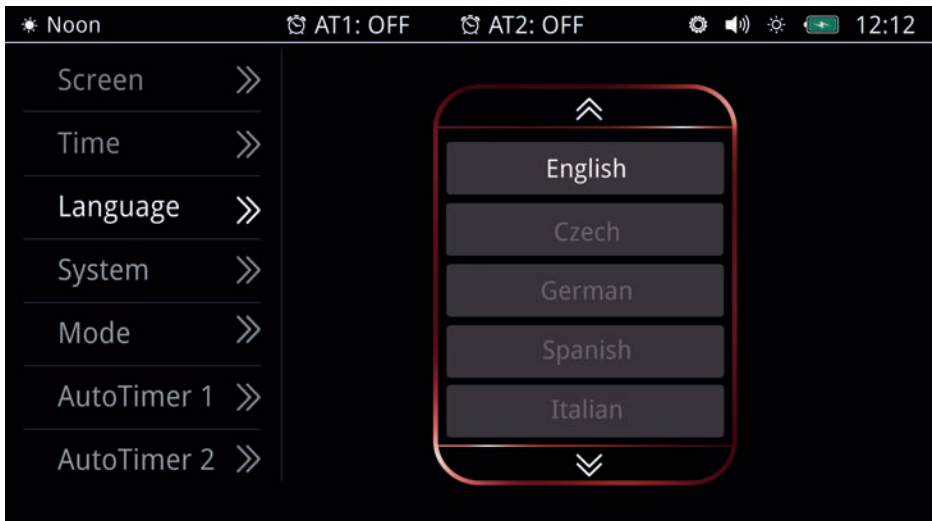 Noon AT1: OFF AT2: OFF 12:12
Screen
Time
Language
System
Mode
AutoTimer 1
AutoTimer 2
English
Czech
German
Spanish
Italian